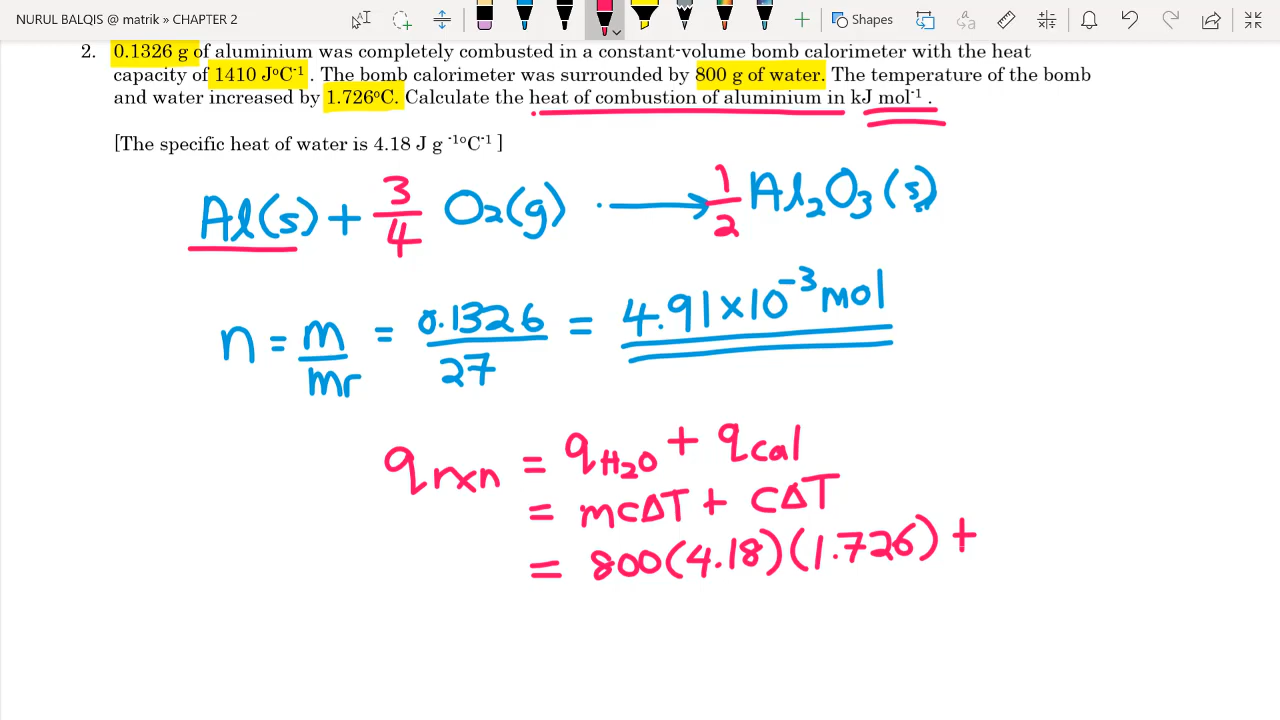 NURUL BALQIS @ matrik » CHAPTER 2
Shapes
2. 0.1326 g of aluminium was completely combusted in a constant-volume bomb calorimeter with the heat
capacity of 1410 J°C⁻¹ . The bomb calorimeter was surrounded by 800 g of water. The temperature of the bomb
and water increased by 1.726°C. Calculate the heat of combustion of aluminium in kJ mol⁻¹ .
[The specific heat of water is 4.18 J g ⁻¹°C⁻¹ ]
Al(s) + 3/4 O₂(g) → 1/2 Al₂O₃(s)
n = m/mr = 0.1326/27 = 4.91 × 10⁻³ mol
q rxn = q H₂O + q cal
= mcΔT + CΔT
= 800(4.18)(1.726) +